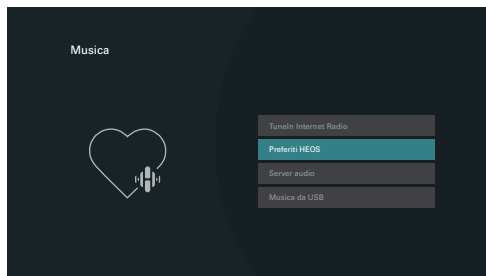 Musica
TuneIn Internet Radio
Preferiti HEOS
Server audio
Musica da USB